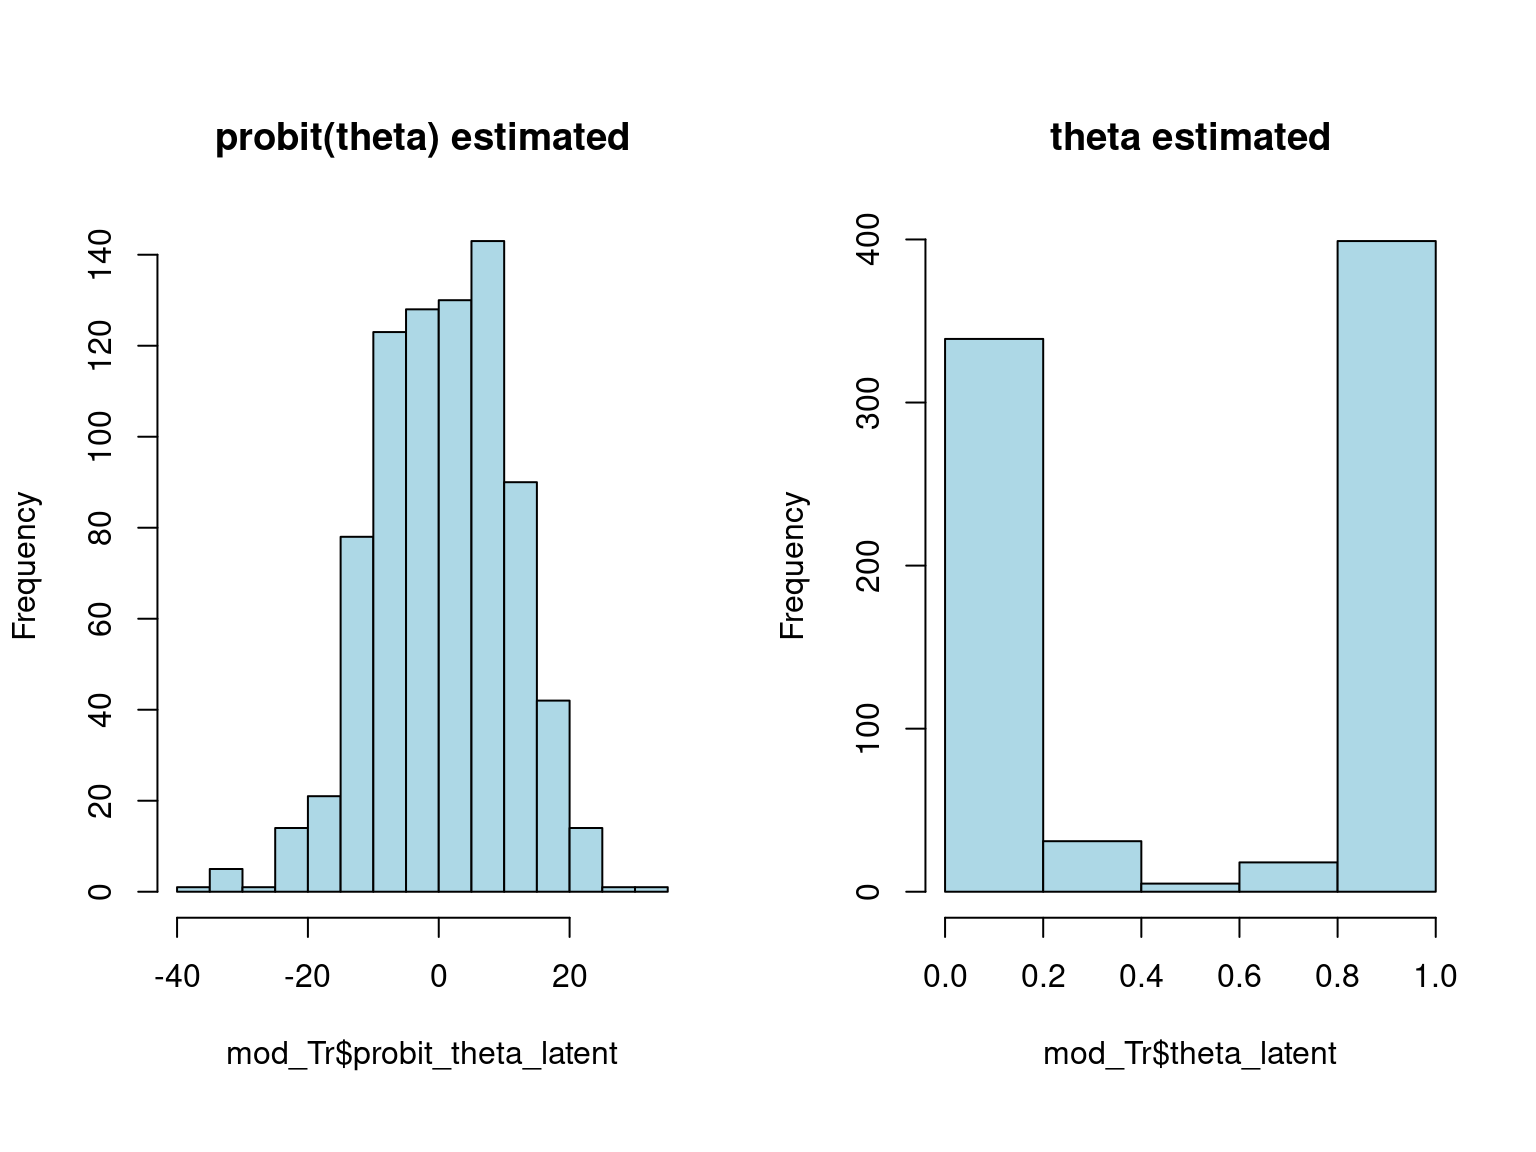 probit(theta) estimated
Frequency
0 20 40 60 80 100 120 140
-40 -20 0 20
mod_Tr$probit_theta_latent
theta estimated
Frequency
0 100 200 300 400
0.0 0.2 0.4 0.6 0.8 1.0
mod_Tr$theta_latent